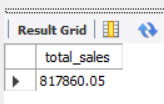 Result Grid
total_sales
817860.05